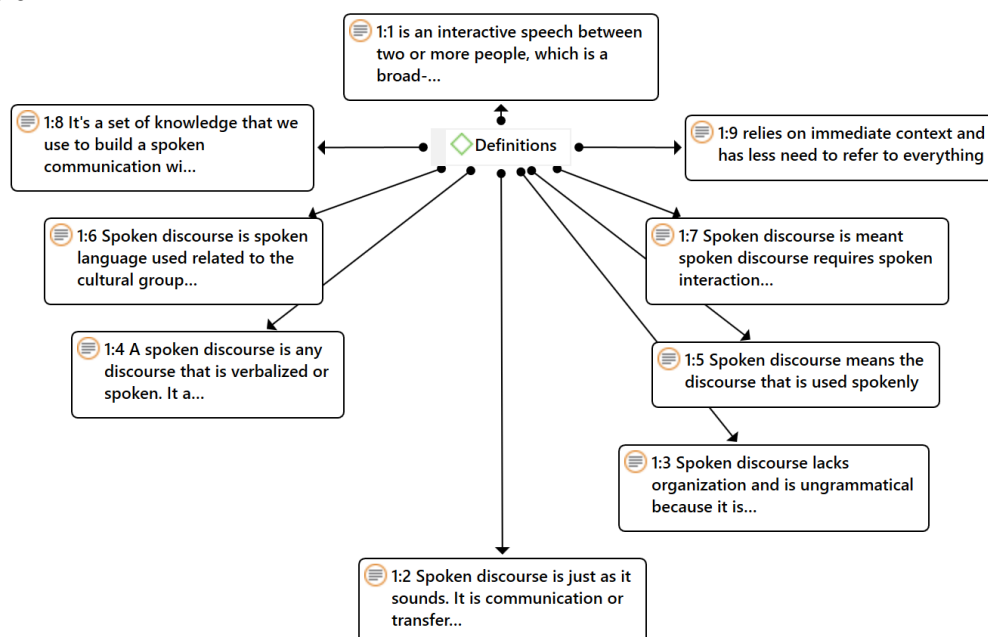 1:1 is an interactive speech between
two or more people, which is a
broad-...
1:8 It's a set of knowledge that we
use to build a spoken
communication wi...
Definitions
1:9 relies on immediate context and
has less need to refer to everything
1:6 Spoken discourse is spoken
language used related to the
cultural group...
1:7 Spoken discourse is meant
spoken discourse requires spoken
interaction...
1:4 A spoken discourse is any
discourse that is verbalized or
spoken. It a...
1:5 Spoken discourse means the
discourse that is used spokenly
1:3 Spoken discourse lacks
organization and is ungrammatical
because it is...
1:2 Spoken discourse is just as it
sounds. It is communication or
transfer...